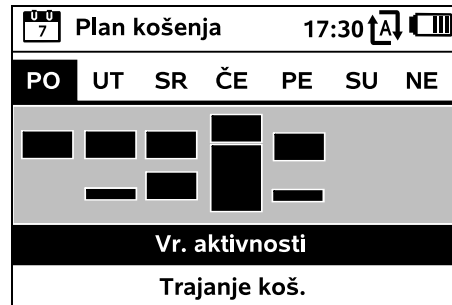 7 Plan košenja 17:30 A
PO UT SR ČE PE SU NE
Vr. aktivnosti
Trajanje koš.